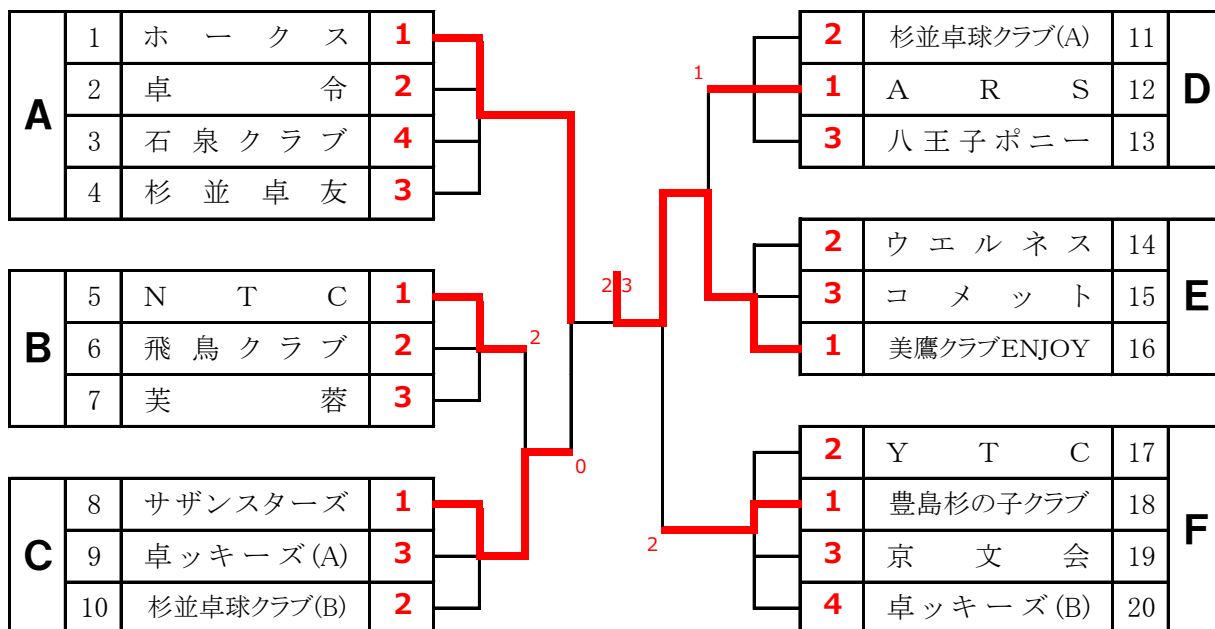 A
1 ホークス 1
2 卓令 2
3 石泉クラブ 4
4 杉並卓友 3
B
5 NTC 1
6 飛鳥クラブ 2
7 芙蓉 3
C
8 サザンスターズ 1
9 卓ッキーズ(A) 3
10 杉並卓球クラブ(B) 2
2
0
2 3
1
2
D
2 杉並卓球クラブ(A) 11
1 ARS 12
3 八王子ポニー 13
E
2 ウエルネス 14
3 コメット 15
1 美鷹クラブENJOY 16
F
2 YTC 17
1 豊島杉の子クラブ 18
3 京文会 19
4 卓ッキーズ(B) 20